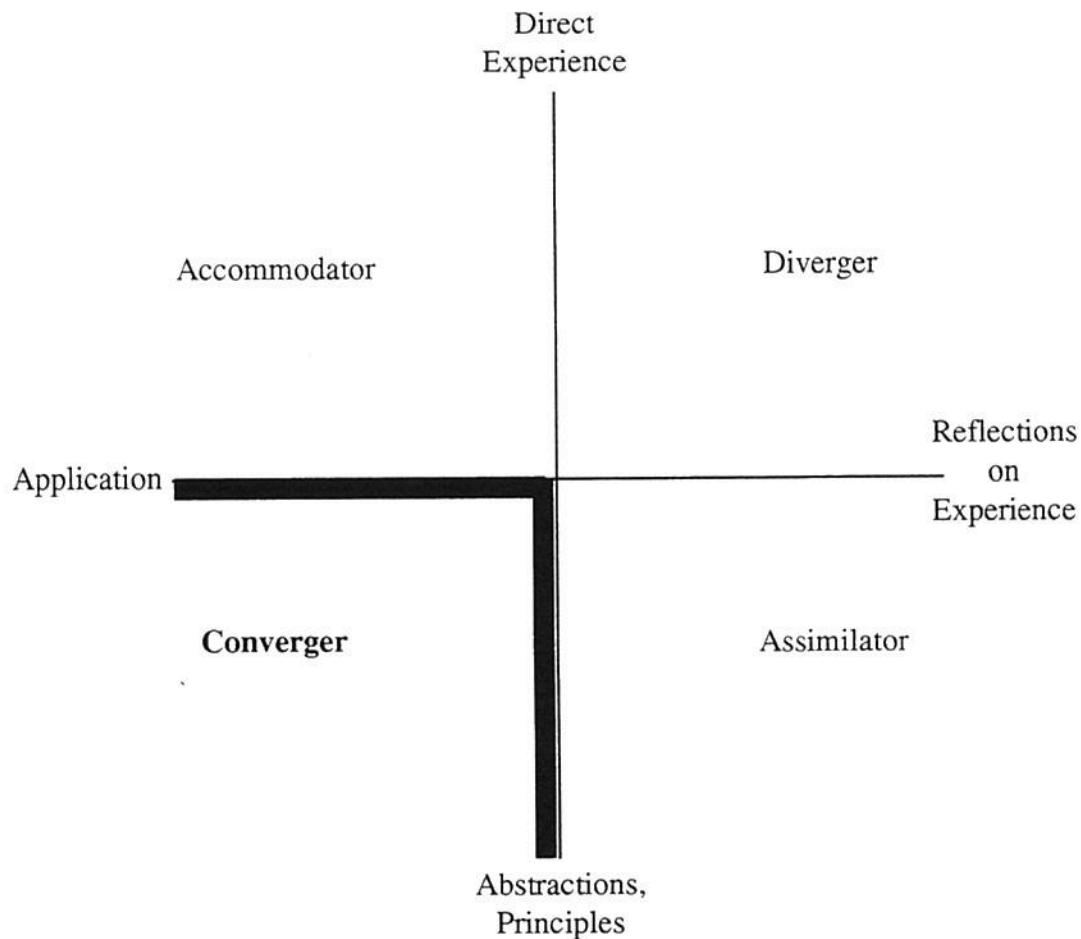 Direct
Experience
Accommodator
Diverger
Application
Reflections
on
Experience
Converger
Assimilator
Abstractions,
Principles